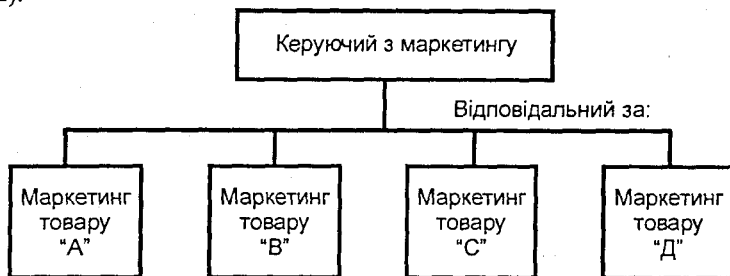 Керуючий з маркетингу
Відповідальний за:
Маркетинг
товару
“А”
Маркетинг
товару
“В”
Маркетинг
товару
“С”
Маркетинг
товару
“Д”